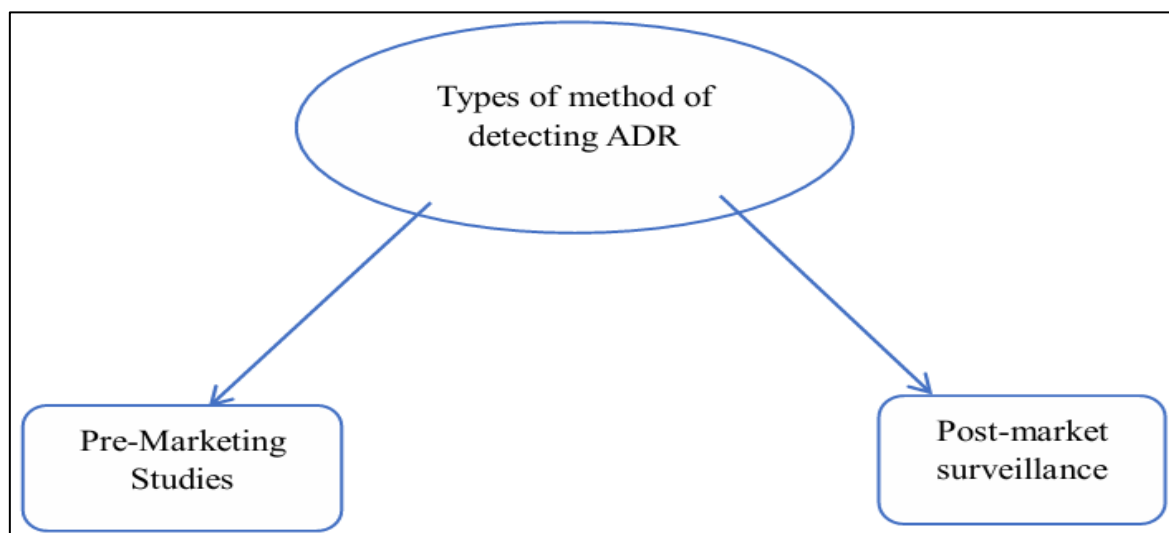 Types of method of
detecting ADR
Pre-Marketing
Studies
Post-market
surveillance